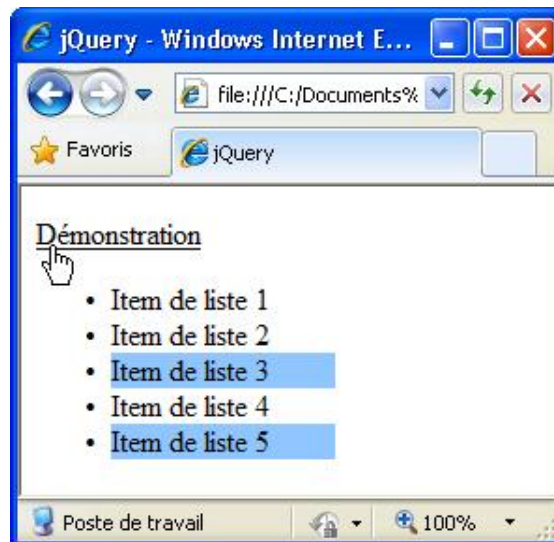 jQuery - Windows Internet E...
file:///C:/Documents%
Favoris
jQuery
Démonstration
• Item de liste 1
• Item de liste 2
• Item de liste 3
• Item de liste 4
• Item de liste 5
Poste de travail
100%